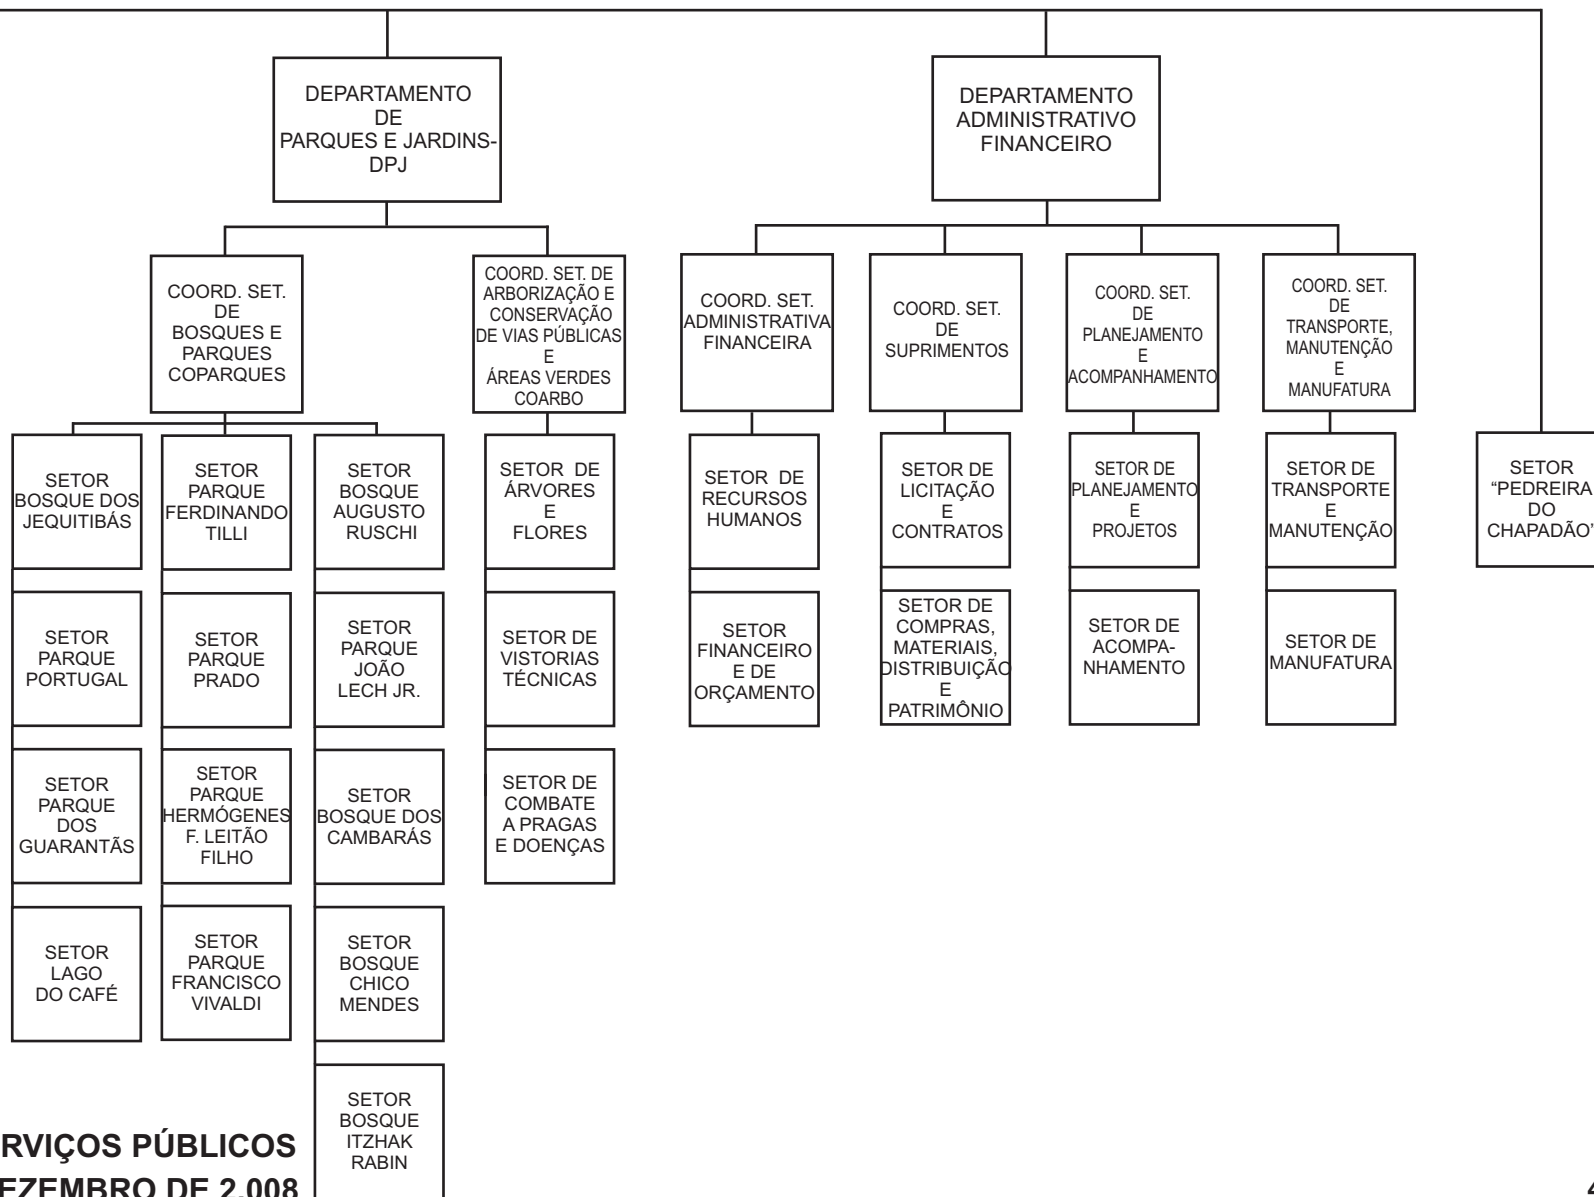 DEPARTAMENTO
DE
PARQUES E JARDINS-
DPJ
DEPARTAMENTO
ADMINISTRATIVO
FINANCEIRO
COORD. SET.
DE
BOSQUES E
PARQUES
COPARQUES
COORD. SET. DE
ARBORIZAÇÃO E
CONSERVAÇÃO
DE VIAS PÚBLICAS
E
ÁREAS VERDES
COARBO
COORD. SET.
ADMINISTRATIVA
FINANCEIRA
COORD. SET.
DE
SUPRIMENTOS
COORD. SET.
DE
PLANEJAMENTO
E
ACOMPANHAMENTO
COORD. SET.
DE
TRANSPORTE,
MANUTENÇÃO
E
MANUFATURA
SETOR
BOSQUE DOS
JEQUITIBÁS
SETOR
PARQUE
FERDINANDO
TILLI
SETOR
BOSQUE
AUGUSTO
RUSCHI
SETOR DE
ÁRVORES
E
FLORES
SETOR DE
RECURSOS
HUMANOS
SETOR DE
LICITAÇÃO
E
CONTRATOS
SETOR DE
PLANEJAMENTO
E
PROJETOS
SETOR DE
TRANSPORTE
E
MANUTENÇÃO
SETOR
“PEDREIRA
DO
CHAPADÃO”
SETOR
PARQUE
PORTUGAL
SETOR
PARQUE
PRADO
SETOR
PARQUE
JOÃO
LECH JR.
SETOR DE
VISTORIAS
TÉCNICAS
SETOR
FINANCEIRO
E DE
ORÇAMENTO
SETOR DE
COMPRAS,
MATERIAIS,
DISTRIBUIÇÃO
E
PATRIMÔNIO
SETOR DE
ACOMPA-
NHAMENTO
SETOR DE
MANUFATURA
SETOR
PARQUE
DOS
GUARANTÃS
SETOR
PARQUE
HERMÓGENES
F. LEITÃO
FILHO
SETOR
BOSQUE DOS
CAMBARÁS
SETOR DE
COMBATE
A PRAGAS
E DOENÇAS
SETOR
LAGO
DO CAFÉ
SETOR
PARQUE
FRANCISCO
VIVALDI
SETOR
BOSQUE
CHICO
MENDES
SETOR
BOSQUE
ITZHAK
RABIN
RVIÇOS PÚBLICOS
EZEMBRO DE 2.008